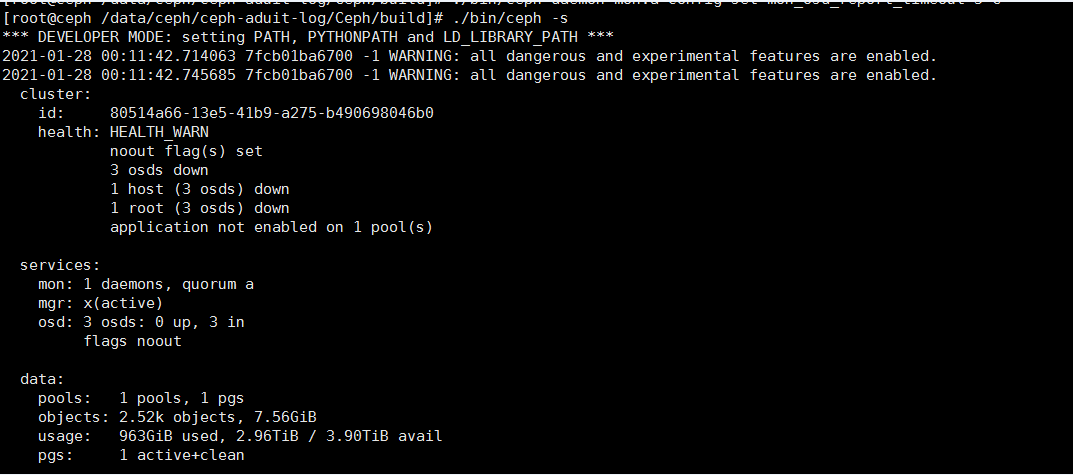 [root@ceph /data/ceph/ceph-aduit-log/Ceph/build]# ./bin/ceph -s
*** DEVELOPER MODE: setting PATH, PYTHONPATH and LD_LIBRARY_PATH ***
2021-01-28 00:11:42.714063 7fcb01ba6700 -1 WARNING: all dangerous and experimental features are enabled.
2021-01-28 00:11:42.745685 7fcb01ba6700 -1 WARNING: all dangerous and experimental features are enabled.
  cluster:
    id:     80514a66-13e5-41b9-a275-b490698046b0
    health: HEALTH_WARN
            noout flag(s) set
            3 osds down
            1 host (3 osds) down
            1 root (3 osds) down
            application not enabled on 1 pool(s)

  services:
    mon: 1 daemons, quorum a
    mgr: x(active)
    osd: 3 osds: 0 up, 3 in
         flags noout

  data:
    pools:   1 pools, 1 pgs
    objects: 2.52k objects, 7.56GiB
    usage:   963GiB used, 2.96TiB / 3.90TiB avail
    pgs:     1 active+clean